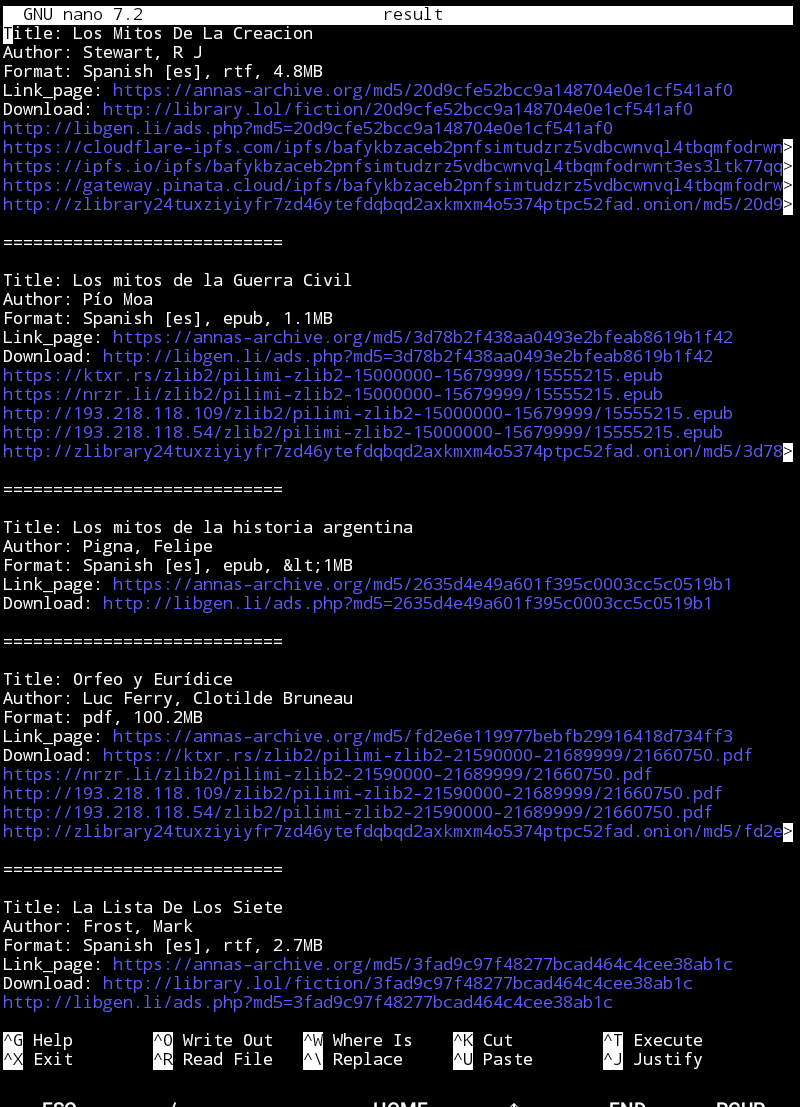 GNU nano 7.2 result
Title: Los Mitos De La Creacion
Author: Stewart, R J
Format: Spanish [es], rtf, 4.8MB
Link_page: https://annas-archive.org/md5/20d9cfe52bcc9a148704e0e1cf541af0
Download: http://library.lol/fiction/20d9cfe52bcc9a148704e0e1cf541af0
http://libgen.li/ads.php?md5=20d9cfe52bcc9a148704e0e1cf541af0
https://cloudflare-ipfs.com/ipfs/bafykbzaceb2pnfsimtudzrz5vdbcwnvql4tbqmfodrwn>
https://ipfs.io/ipfs/bafykbzaceb2pnfsimtudzrz5vdbcwnvql4tbqmfodrwnt3es3ltk77qq>
https://gateway.pinata.cloud/ipfs/bafykbzaceb2pnfsimtudzrz5vdbcwnvql4tbqmfodrw>
http://zlibrary24tuxziyiyfr7zd46ytefdqbqd2axkmxm4o5374ptpc52fad.onion/md5/20d9>
============================
Title: Los mitos de la Guerra Civil
Author: Pío Moa
Format: Spanish [es], epub, 1.1MB
Link_page: https://annas-archive.org/md5/3d78b2f438aa0493e2bfeab8619b1f42
Download: http://libgen.li/ads.php?md5=3d78b2f438aa0493e2bfeab8619b1f42
https://ktxr.rs/zlib2/pilimi-zlib2-15000000-15679999/15555215.epub
https://nrzr.li/zlib2/pilimi-zlib2-15000000-15679999/15555215.epub
http://193.218.118.109/zlib2/pilimi-zlib2-15000000-15679999/15555215.epub
http://193.218.118.54/zlib2/pilimi-zlib2-15000000-15679999/15555215.epub
http://zlibrary24tuxziyiyfr7zd46ytefdqbqd2axkmxm4o5374ptpc52fad.onion/md5/3d78>
============================
Title: Los mitos de la historia argentina
Author: Pigna, Felipe
Format: Spanish [es], epub, &lt;1MB
Link_page: https://annas-archive.org/md5/2635d4e49a601f395c0003cc5c0519b1
Download: http://libgen.li/ads.php?md5=2635d4e49a601f395c0003cc5c0519b1
============================
Title: Orfeo y Eurídice
Author: Luc Ferry, Clotilde Bruneau
Format: pdf, 100.2MB
Link_page: https://annas-archive.org/md5/fd2e6e119977bebfb29916418d734ff3
Download: https://ktxr.rs/zlib2/pilimi-zlib2-21590000-21689999/21660750.pdf
https://nrzr.li/zlib2/pilimi-zlib2-21590000-21689999/21660750.pdf
http://193.218.118.109/zlib2/pilimi-zlib2-21590000-21689999/21660750.pdf
http://193.218.118.54/zlib2/pilimi-zlib2-21590000-21689999/21660750.pdf
http://zlibrary24tuxziyiyfr7zd46ytefdqbqd2axkmxm4o5374ptpc52fad.onion/md5/fd2e>
============================
Title: La Lista De Los Siete
Author: Frost, Mark
Format: Spanish [es], rtf, 2.7MB
Link_page: https://annas-archive.org/md5/3fad9c97f48277bcad464c4cee38ab1c
Download: http://library.lol/fiction/3fad9c97f48277bcad464c4cee38ab1c
http://libgen.li/ads.php?md5=3fad9c97f48277bcad464c4cee38ab1c
^G Help ^O Write Out ^W Where Is ^K Cut ^T Execute
^X Exit ^R Read File ^\ Replace ^U Paste ^J Justify
ESC / HOME ↑ END PGUP